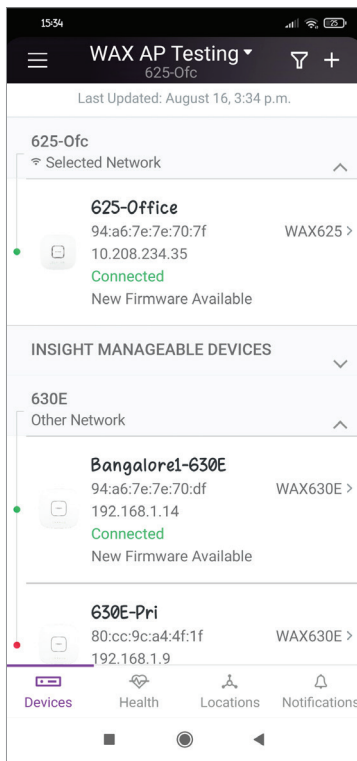 15:34
25
WAX AP Testing
625-Ofc
Last Updated: August 16, 3:34 p.m.
625-Ofc
Selected Network
625-Office
94:a6:7e:7e:70:7f WAX625 >
10.208.234.35
Connected
New Firmware Available
INSIGHT MANAGEABLE DEVICES
630E
Other Network
Bangalore1-630E
94:a6:7e:7e:70:df WAX630E >
192.168.1.14
Connected
New Firmware Available
630E-Pri
80:cc:9c:a4:4f:1f WAX630E >
192.168.1.9
Devices Health Locations Notifications